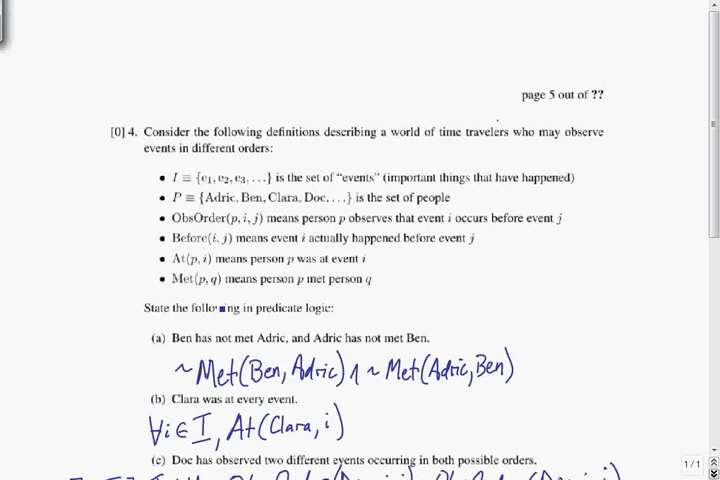 page 5 out of ??
[0] 4. Consider the following definitions describing a world of time travelers who may observe
events in different orders:
• I ≡ {e₁, e₂, e₃, …} is the set of "events" (important things that have happened)
• P ≡ {Adric, Ben, Clara, Doc, …} is the set of people
• ObsOrder(p, i, j) means person p observes that event i occurs before event j
• Before(i, j) means event i actually happened before event j
• At(p, i) means person p was at event i
• Met(p, q) means person p met person q
State the following in predicate logic:
(a) Ben has not met Adric, and Adric has not met Ben.
~Met(Ben, Adric) ∧ ~Met(Adric, Ben)
(b) Clara was at every event.
∀i∈I, At(Clara, i)
(c) Doc has observed two different events occurring in both possible orders.
1/1